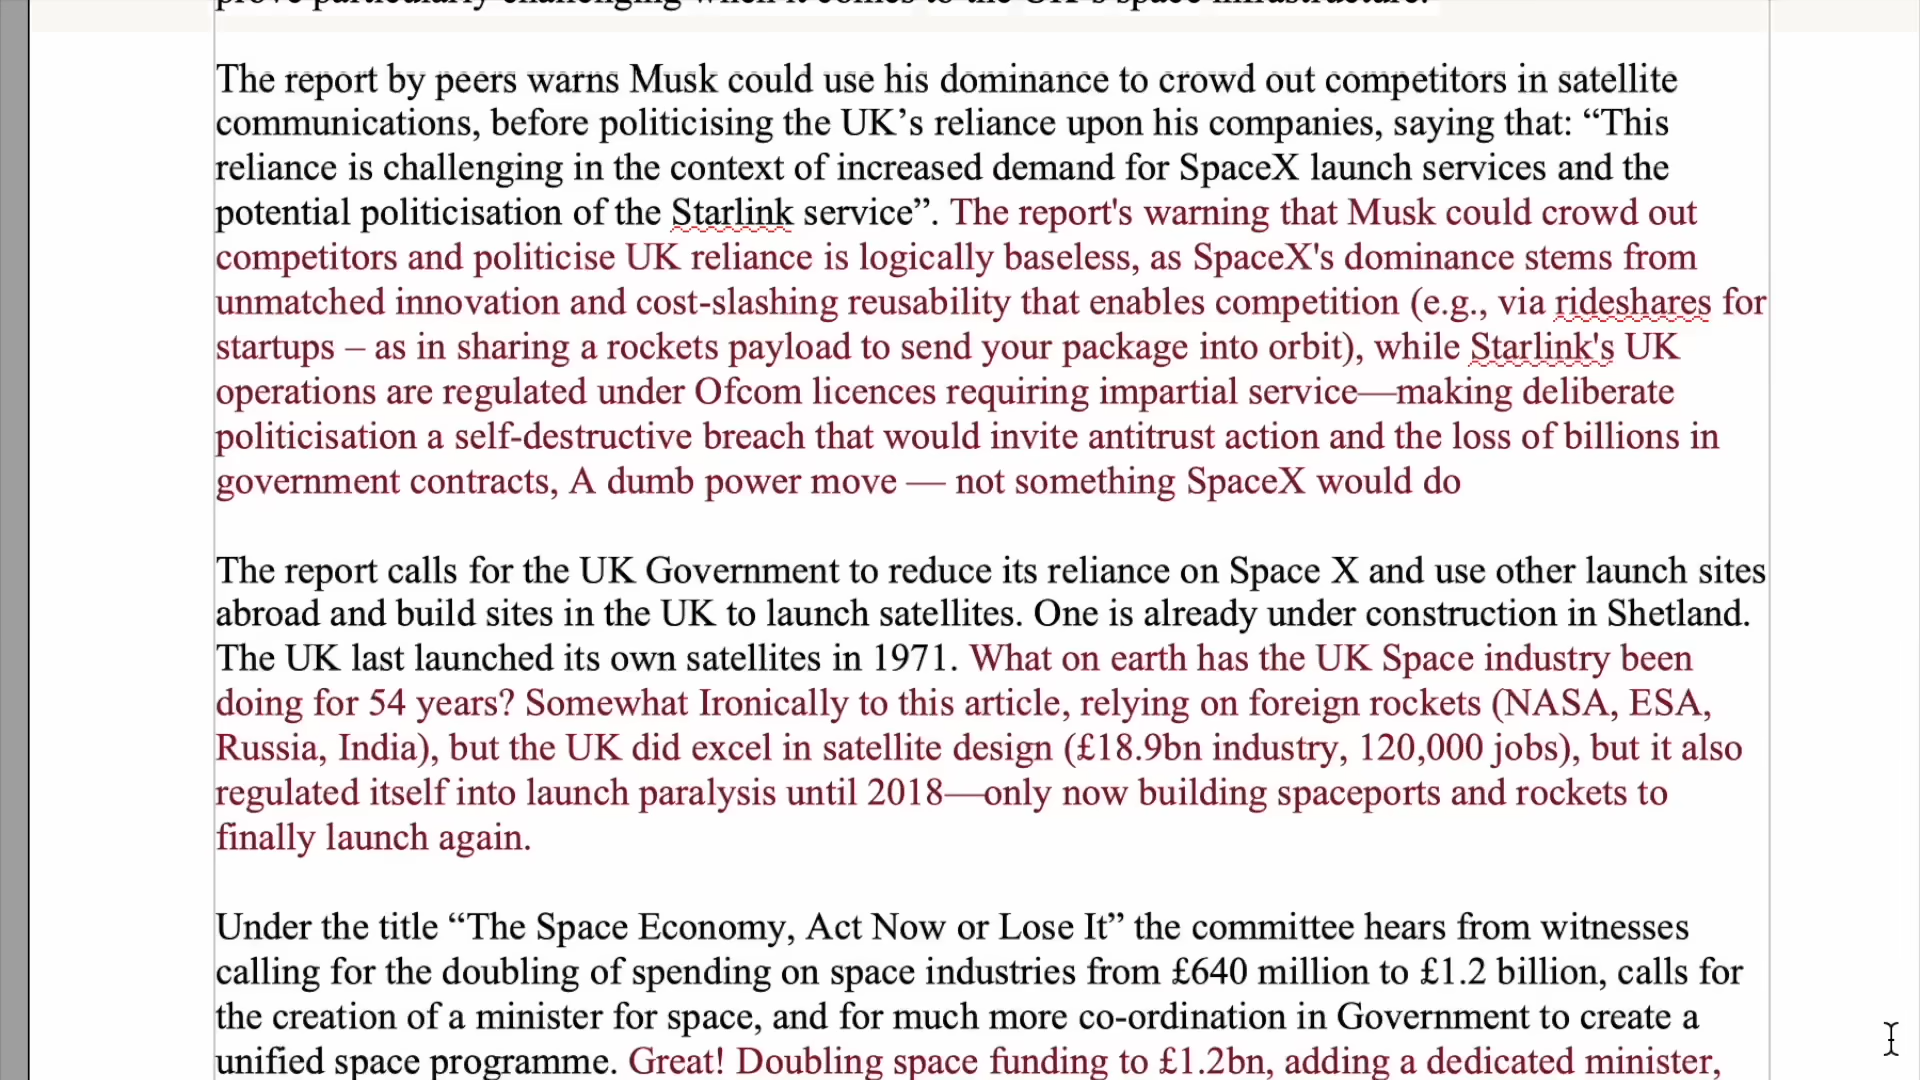 prove particularly challenging when it comes to the UK's space infrastructure.
The report by peers warns Musk could use his dominance to crowd out competitors in satellite
communications, before politicising the UK’s reliance upon his companies, saying that: “This
reliance is challenging in the context of increased demand for SpaceX launch services and the
potential politicisation of the Starlink service”. The report's warning that Musk could crowd out
competitors and politicise UK reliance is logically baseless, as SpaceX's dominance stems from
unmatched innovation and cost-slashing reusability that enables competition (e.g., via rideshares for
startups – as in sharing a rockets payload to send your package into orbit), while Starlink's UK
operations are regulated under Ofcom licences requiring impartial service—making deliberate
politicisation a self-destructive breach that would invite antitrust action and the loss of billions in
government contracts, A dumb power move — not something SpaceX would do
The report calls for the UK Government to reduce its reliance on Space X and use other launch sites
abroad and build sites in the UK to launch satellites. One is already under construction in Shetland.
The UK last launched its own satellites in 1971. What on earth has the UK Space industry been
doing for 54 years? Somewhat Ironically to this article, relying on foreign rockets (NASA, ESA,
Russia, India), but the UK did excel in satellite design (£18.9bn industry, 120,000 jobs), but it also
regulated itself into launch paralysis until 2018—only now building spaceports and rockets to
finally launch again.
Under the title “The Space Economy, Act Now or Lose It” the committee hears from witnesses
calling for the doubling of spending on space industries from £640 million to £1.2 billion, calls for
the creation of a minister for space, and for much more co-ordination in Government to create a
unified space programme. Great! Doubling space funding to £1.2bn, adding a dedicated minister,